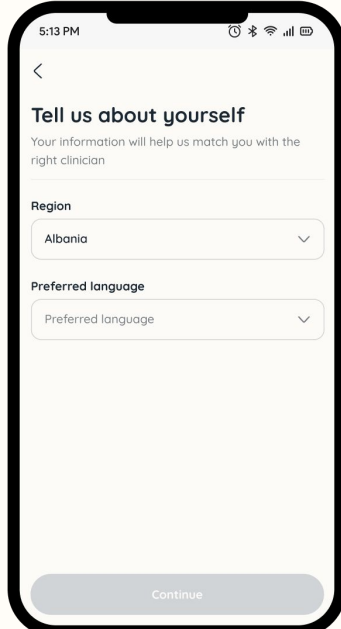 5:13 PM
Tell us about yourself
Your information will help us match you with the
right clinician
Region
Albania
Preferred language
Preferred language
Continue